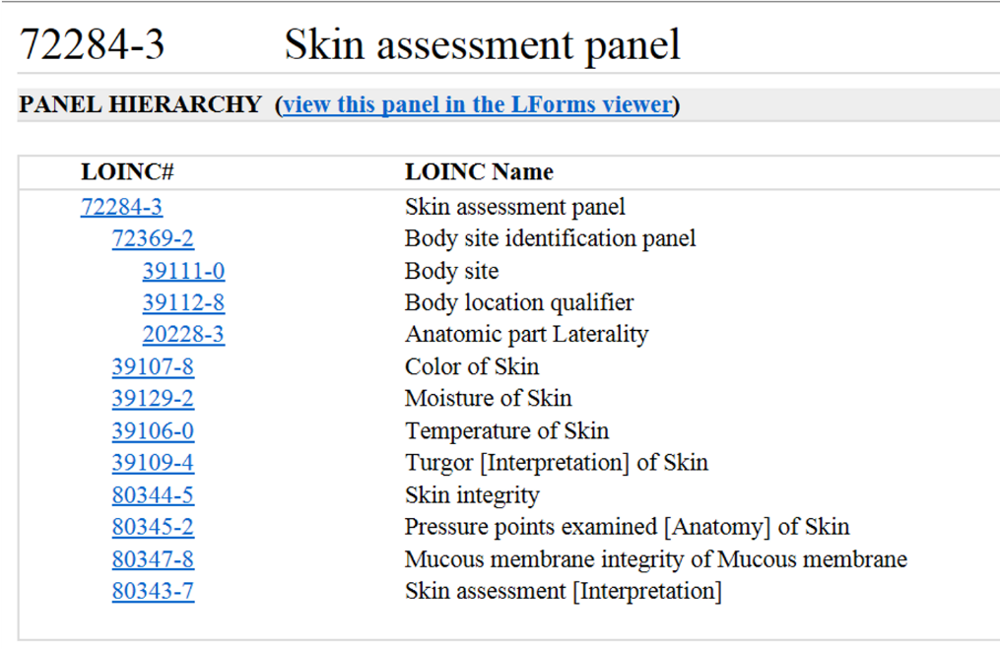 72284-3 Skin assessment panel
PANEL HIERARCHY (view this panel in the LForms viewer)
LOINC# LOINC Name
72284-3 Skin assessment panel
72369-2 Body site identification panel
39111-0 Body site
39112-8 Body location qualifier
20228-3 Anatomic part Laterality
39107-8 Color of Skin
39129-2 Moisture of Skin
39106-0 Temperature of Skin
39109-4 Turgor [Interpretation] of Skin
80344-5 Skin integrity
80345-2 Pressure points examined [Anatomy] of Skin
80347-8 Mucous membrane integrity of Mucous membrane
80343-7 Skin assessment [Interpretation]